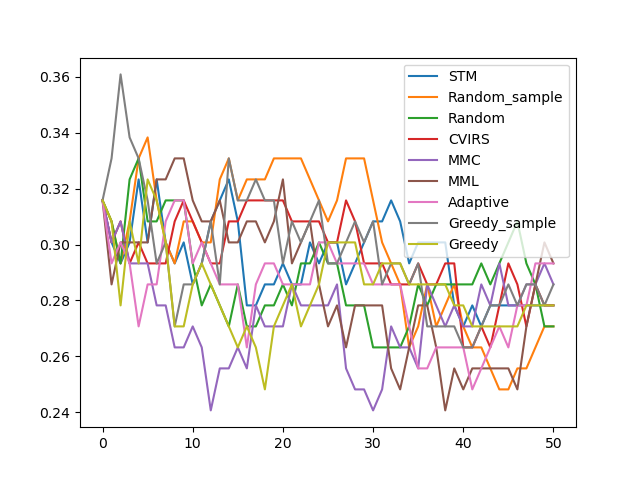 0.36
0.34
0.32
0.30
0.28
0.26
0.24
0
10
20
30
40
50
STM
Random_sample
Random
CVIRS
MMC
MML
Adaptive
Greedy_sample
Greedy